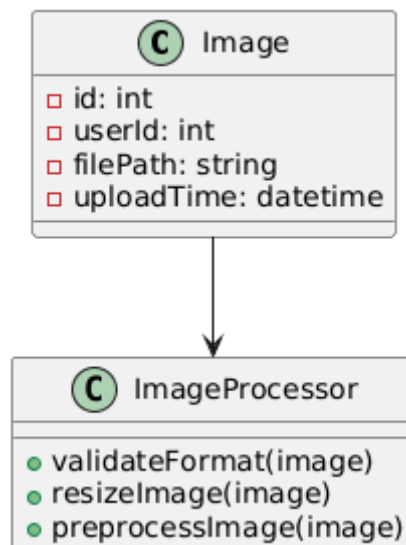 C Image
id: int
userId: int
filePath: string
uploadTime: datetime
C ImageProcessor
validateFormat(image)
resizeImage(image)
preprocessImage(image)